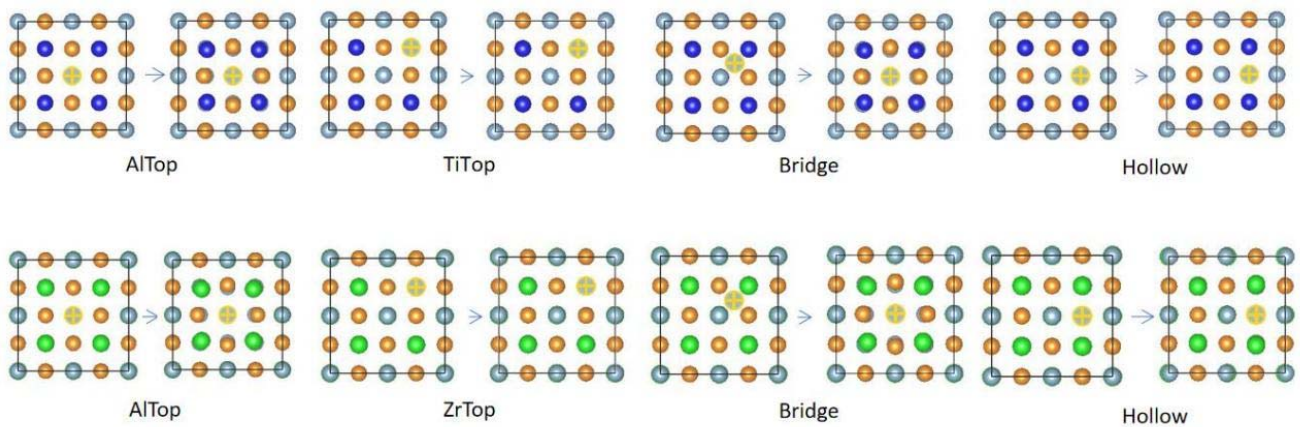 AlTop
TiTop
Bridge
Hollow
AlTop
ZrTop
Bridge
Hollow